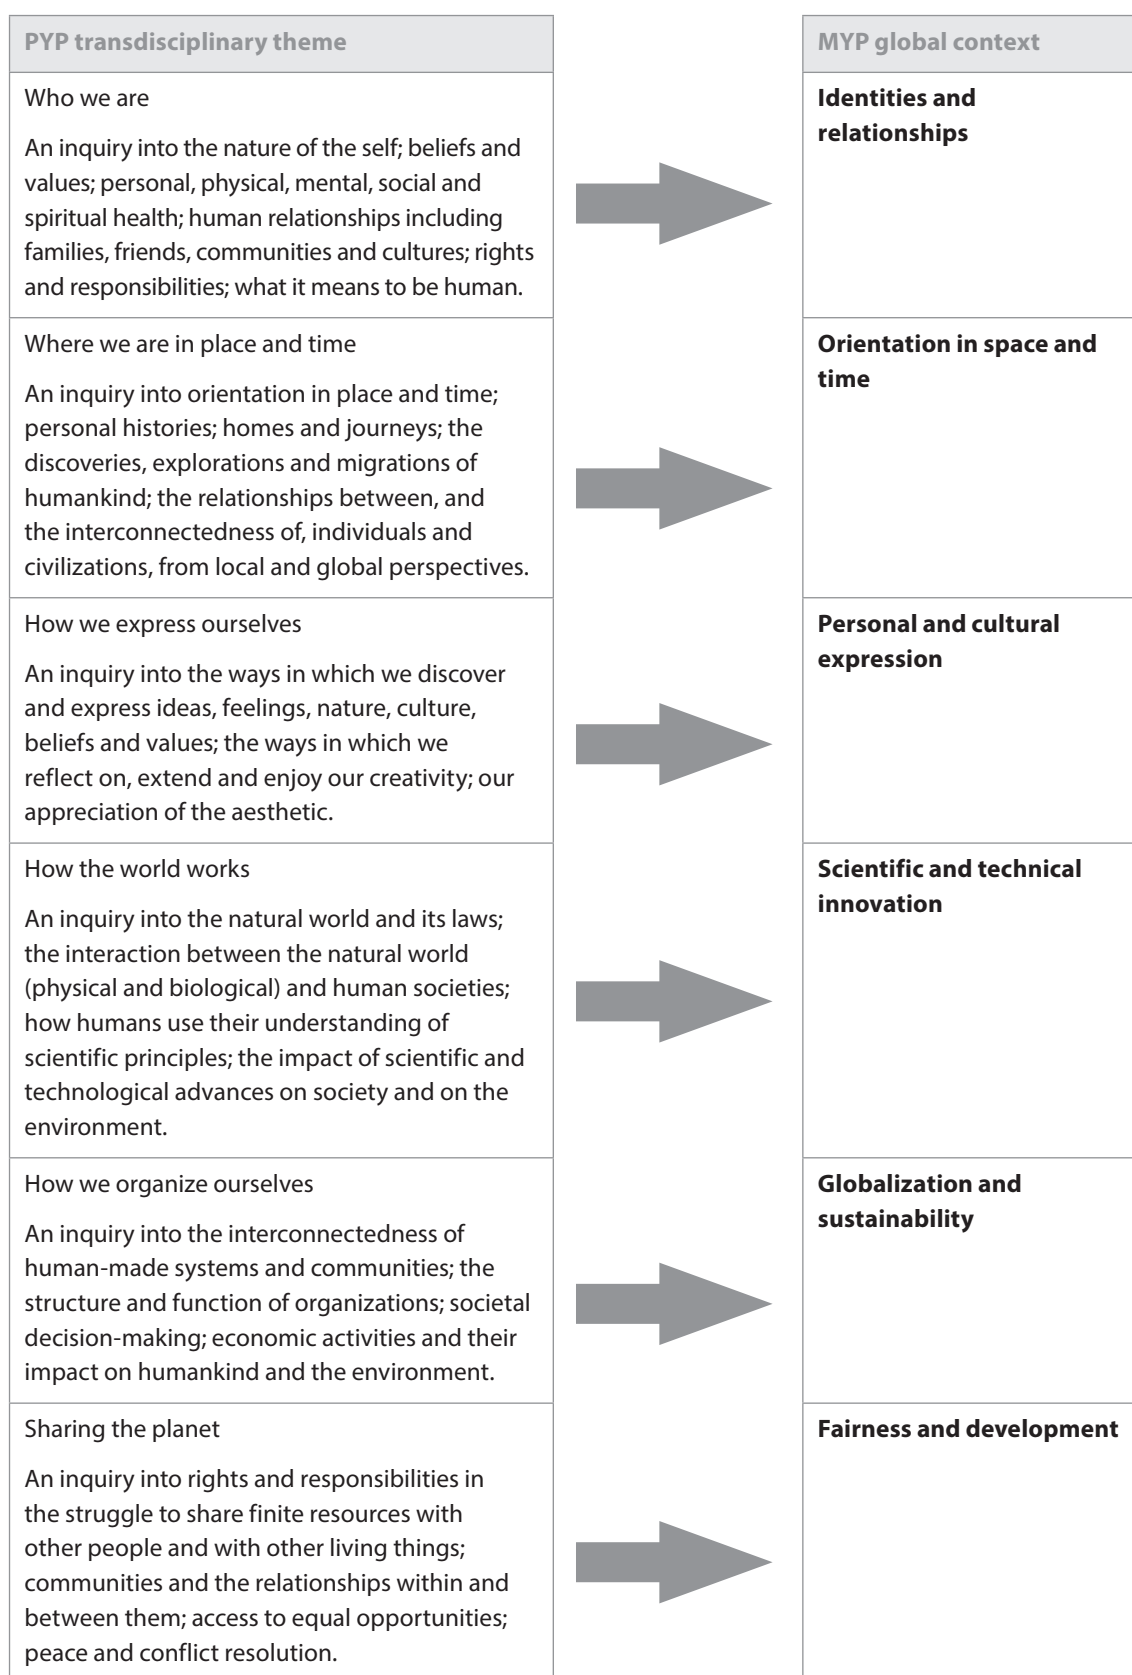 PYP transdisciplinary theme
MYP global context
Who we are
An inquiry into the nature of the self; beliefs and
values; personal, physical, mental, social and
spiritual health; human relationships including
families, friends, communities and cultures; rights
and responsibilities; what it means to be human.
Identities and
relationships
Where we are in place and time
An inquiry into orientation in place and time;
personal histories; homes and journeys; the
discoveries, explorations and migrations of
humankind; the relationships between, and
the interconnectedness of, individuals and
civilizations, from local and global perspectives.
Orientation in space and
time
How we express ourselves
An inquiry into the ways in which we discover
and express ideas, feelings, nature, culture,
beliefs and values; the ways in which we
reflect on, extend and enjoy our creativity; our
appreciation of the aesthetic.
Personal and cultural
expression
How the world works
An inquiry into the natural world and its laws;
the interaction between the natural world
(physical and biological) and human societies;
how humans use their understanding of
scientific principles; the impact of scientific and
technological advances on society and on the
environment.
Scientific and technical
innovation
How we organize ourselves
An inquiry into the interconnectedness of
human-made systems and communities; the
structure and function of organizations; societal
decision-making; economic activities and their
impact on humankind and the environment.
Globalization and
sustainability
Sharing the planet
An inquiry into rights and responsibilities in
the struggle to share finite resources with
other people and with other living things;
communities and the relationships within and
between them; access to equal opportunities;
peace and conflict resolution.
Fairness and development